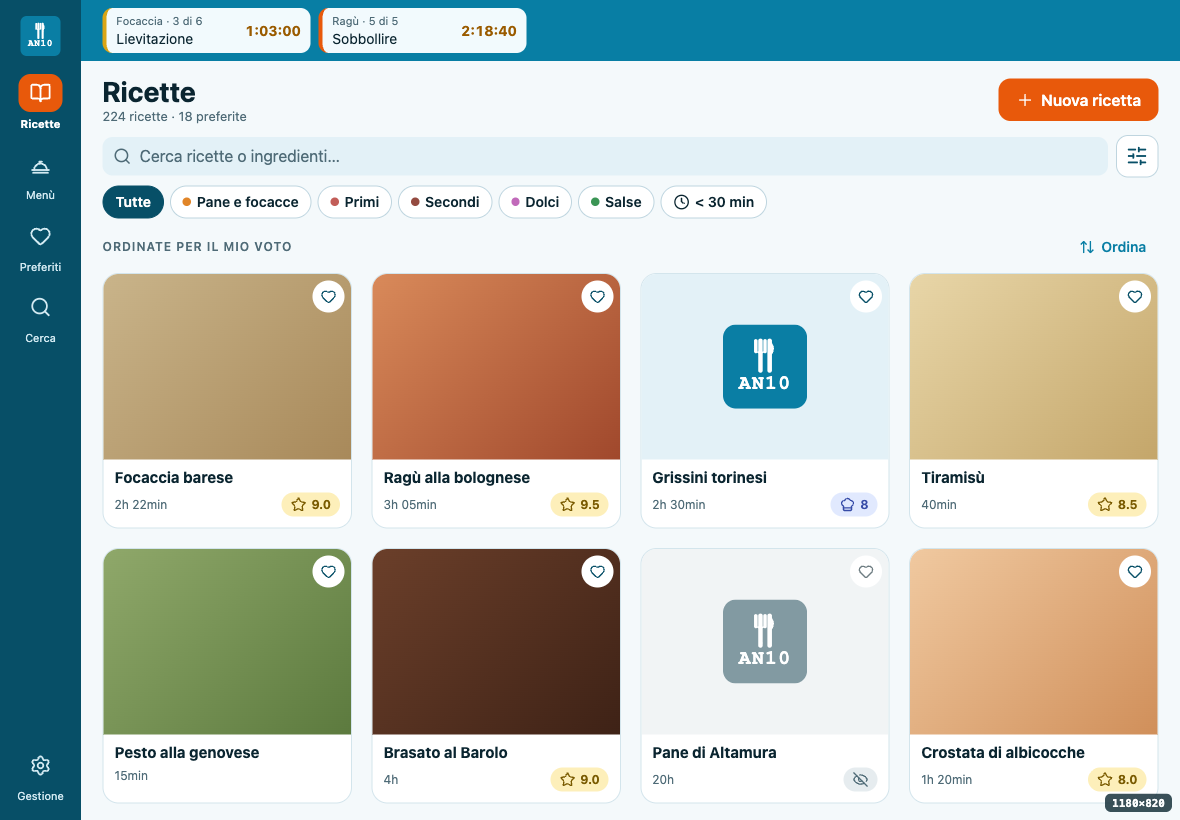 AN10
Ricette
Menù
Preferiti
Cerca
Gestione
Focaccia · 3 di 6
Lievitazione
1:03:00
Ragù · 5 di 5
Sobbollire
2:18:40
Ricette
224 ricette · 18 preferite
+ Nuova ricetta
Cerca ricette o ingredienti...
Tutte
Pane e focacce
Primi
Secondi
Dolci
Salse
< 30 min
ORDINATE PER IL MIO VOTO
Ordina
Focaccia barese
2h 22min
9.0
Ragù alla bolognese
3h 05min
9.5
AN10
Grissini torinesi
2h 30min
8
Tiramisù
40min
8.5
Pesto alla genovese
15min
Brasato al Barolo
4h
9.0
AN10
Pane di Altamura
20h
Crostata di albicocche
1h 20min
8.0
1180×820